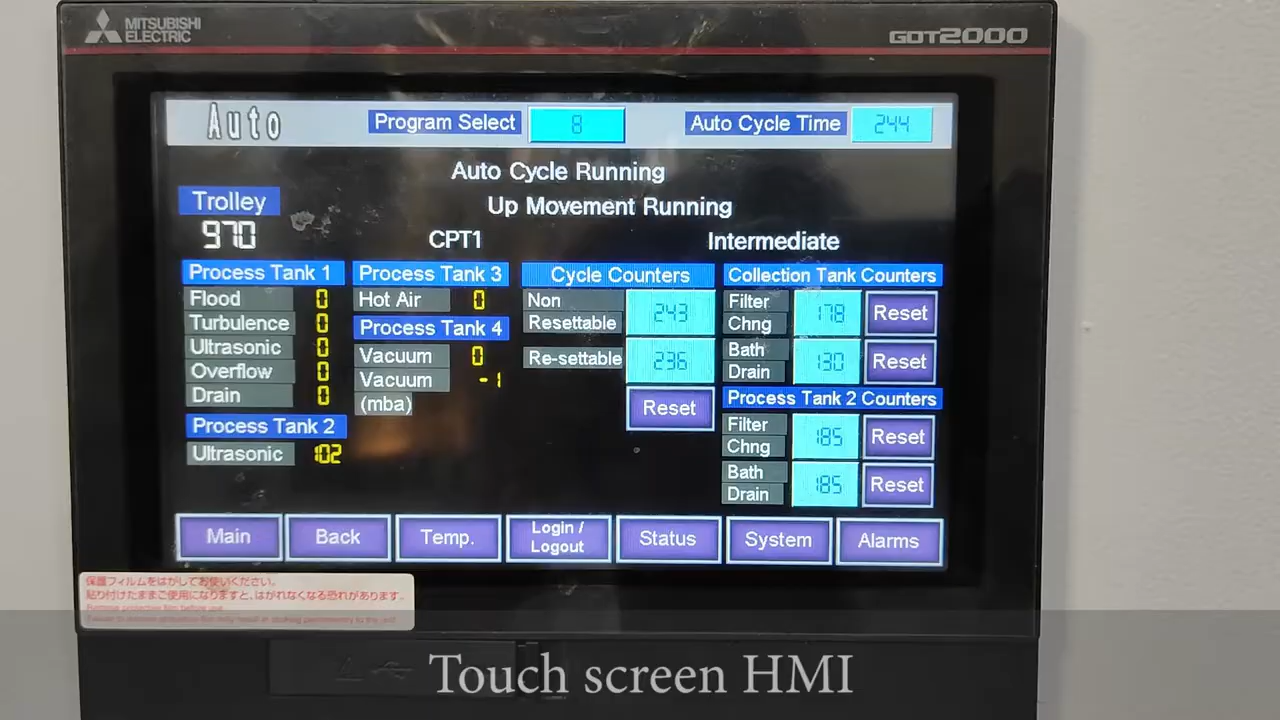 MITSUBISHI
ELECTRIC
GOT2000
Auto
Program Select
8
Auto Cycle Time
244
Auto Cycle Running
Trolley
Up Movement Running
970
CPT1
Intermediate
Process Tank 1
Flood 0
Turbulence 0
Ultrasonic 0
Overflow 0
Drain 0
Process Tank 2
Ultrasonic 102
Process Tank 3
Hot Air 0
Process Tank 4
Vacuum 0
Vacuum -1
(mba)
Cycle Counters
Non
Resettable
243
Re-settable
236
Reset
Collection Tank Counters
Filter
Chng
178
Reset
Bath
Drain
130
Reset
Process Tank 2 Counters
Filter
Chng
185
Reset
Bath
Drain
185
Reset
Main
Back
Temp.
Login /
Logout
Status
System
Alarms
保護フィルムをはがしてお使いください。
貼り付けたままご使用になりますと、はがれなくなる恐れがあります。
Remove protective film before use.
Touch screen HMI